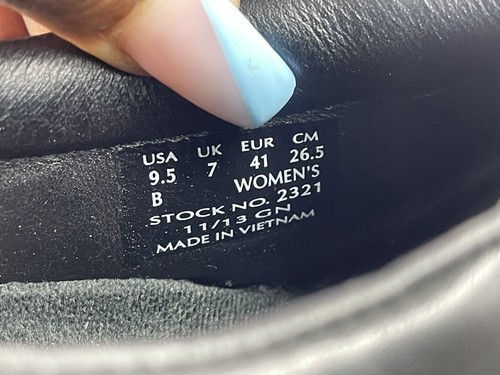 USA UK EUR CM
9.5 7 41 26.5
B WOMEN'S
STOCK NO. 2321
11/13 GN
MADE IN VIETNAM